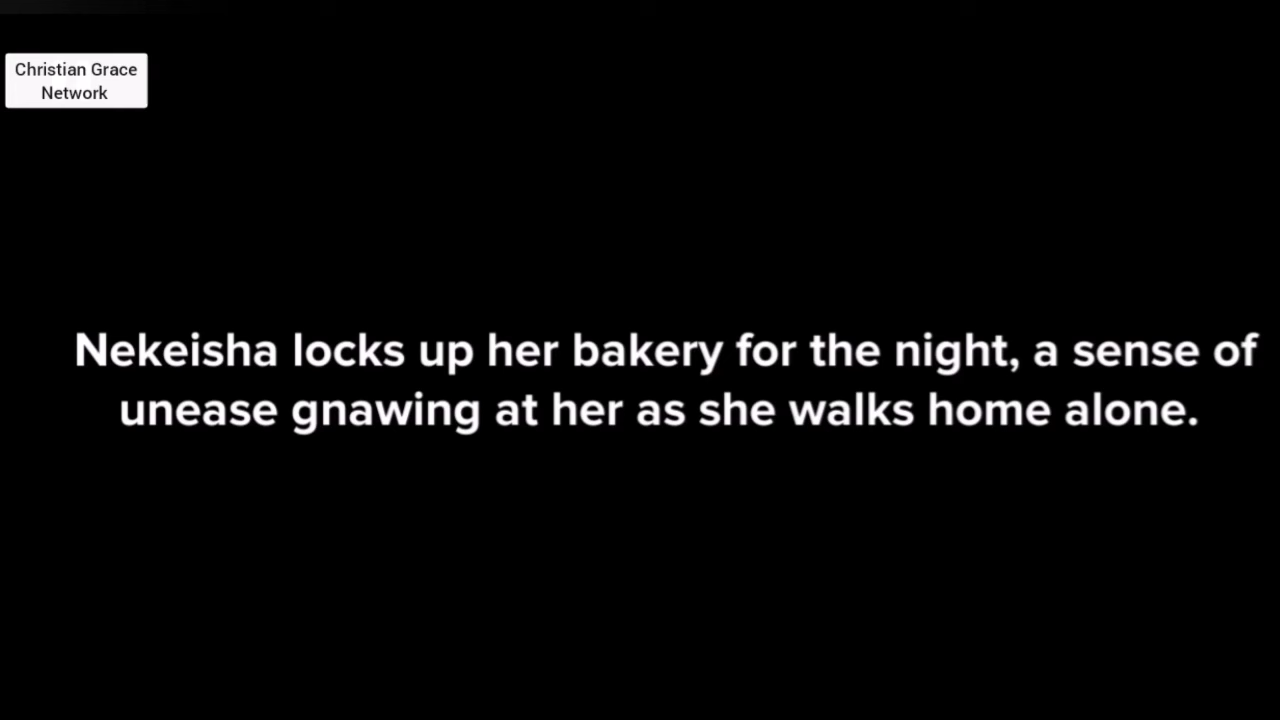 Christian Grace
Network
Nekeisha locks up her bakery for the night, a sense of
unease gnawing at her as she walks home alone.